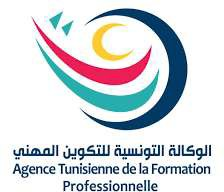 الوكالة التونسية للتكوين المهني
Agence Tunisienne de la Formation
Professionnelle